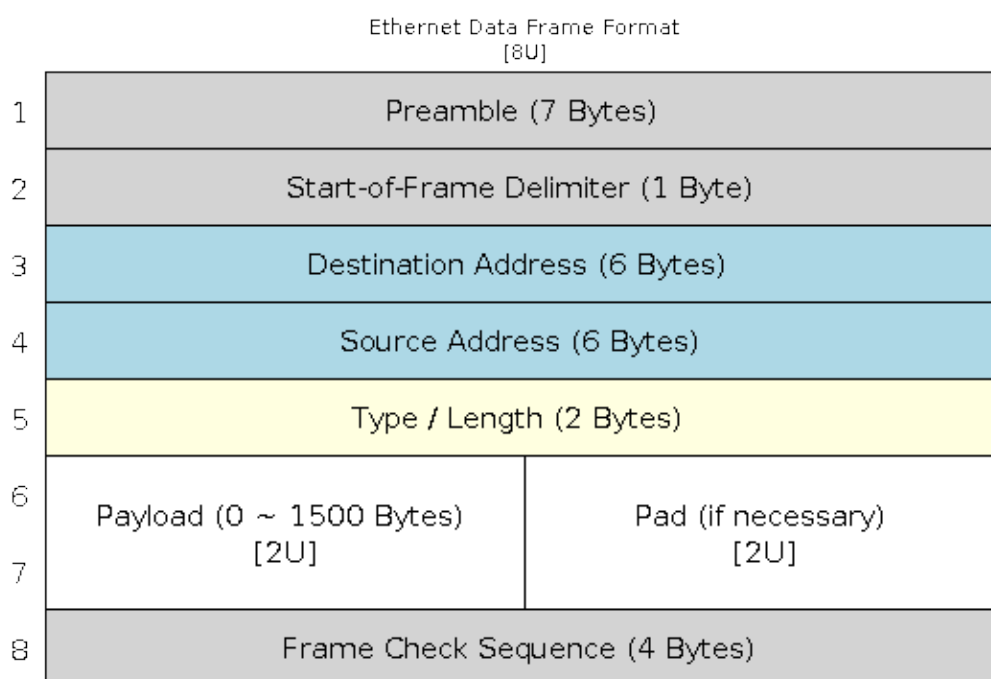 Ethernet Data Frame Format
[8U]
1 Preamble (7 Bytes)
2 Start-of-Frame Delimiter (1 Byte)
3 Destination Address (6 Bytes)
4 Source Address (6 Bytes)
5 Type / Length (2 Bytes)
6
Payload (0 ~ 1500 Bytes)
[2U]
Pad (if necessary)
[2U]
7
8 Frame Check Sequence (4 Bytes)